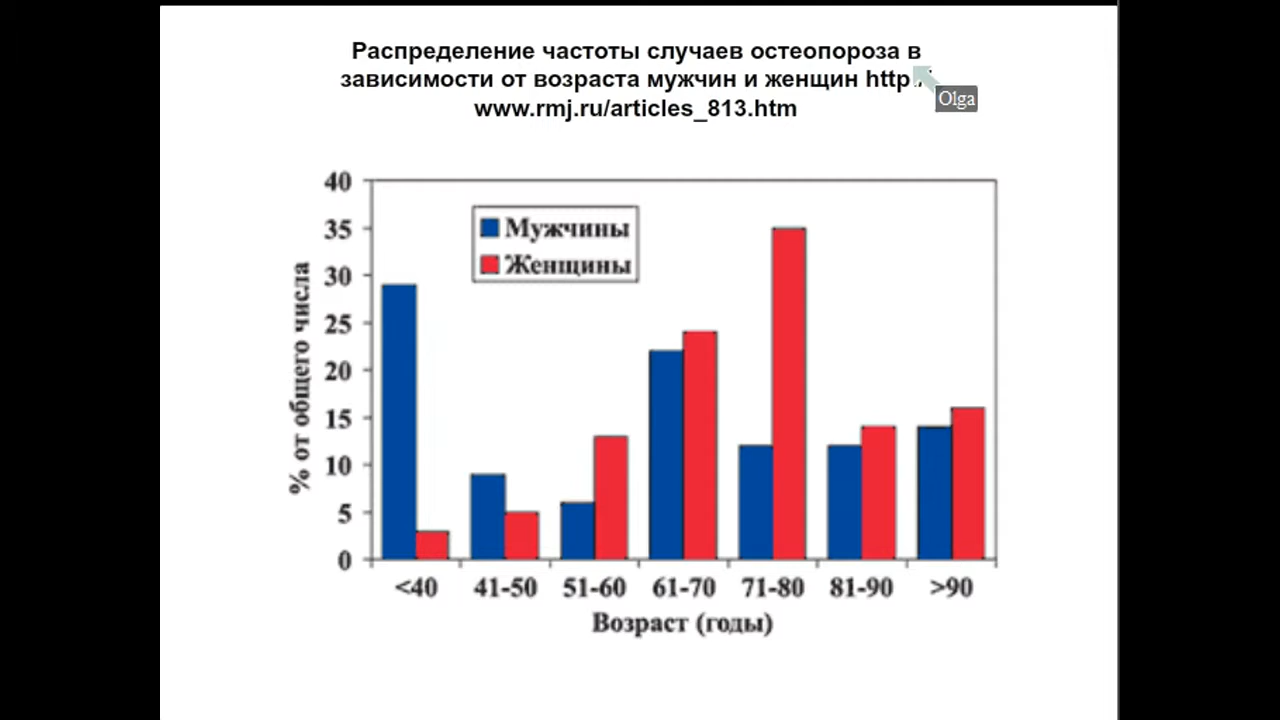 Распределение частоты случаев остеопороза в
зависимости от возраста мужчин и женщин http://
www.rmj.ru/articles_813.htm
Olga
40
35
30
25
20
15
10
5
0
% от общего числа
Мужчины
Женщины
<40 41-50 51-60 61-70 71-80 81-90 >90
Возраст (годы)